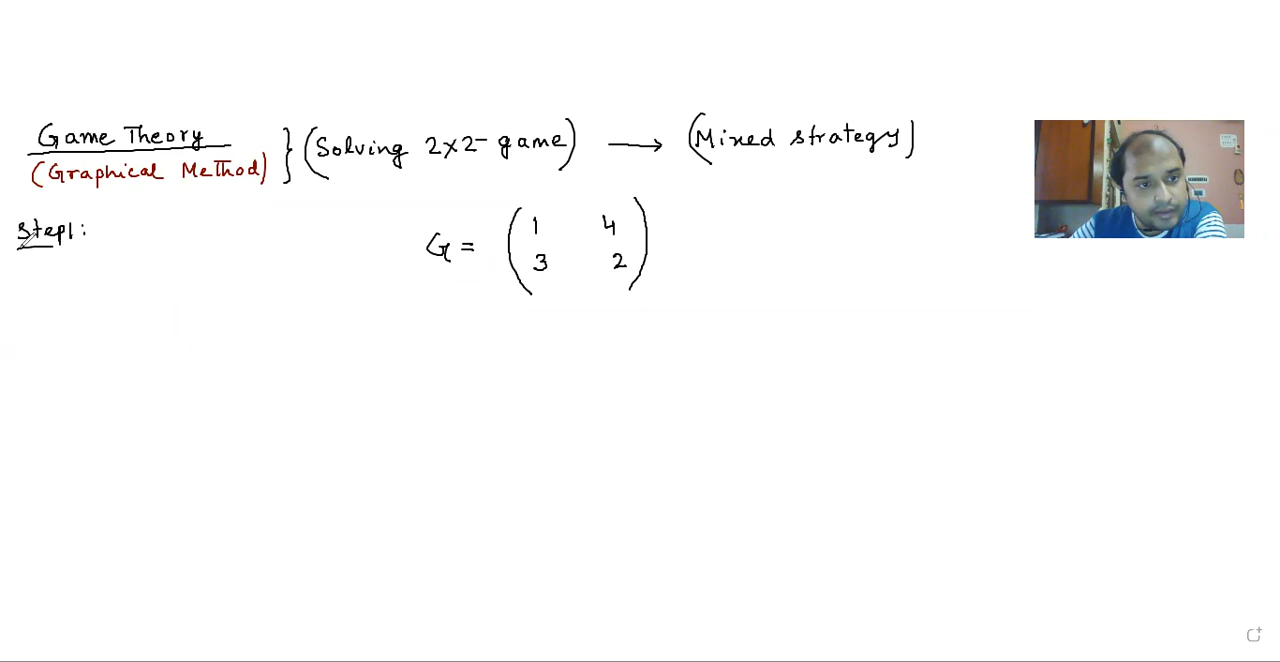 Game Theory
(Graphical Method) } (Solving 2x2- game) → (Mixed strategy)
Step1:
G = ( 1 4
3 2 )